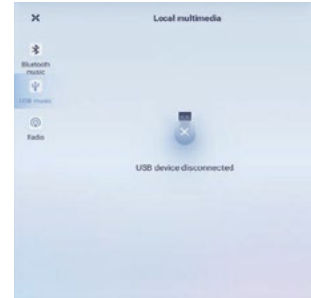 Local multimedia
Bluetooth
music
USB music
Radio
USB device disconnected